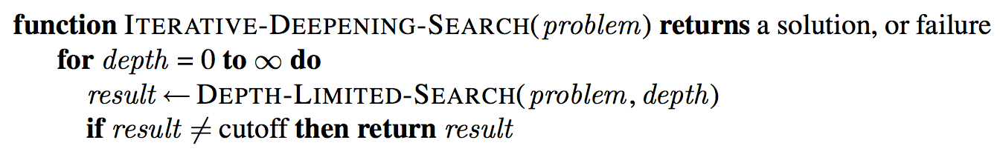 function ITERATIVE-DEEPENING-SEARCH(problem) returns a solution, or failure
for depth = 0 to ∞ do
result ← DEPTH-LIMITED-SEARCH(problem, depth)
if result ≠ cutoff then return result